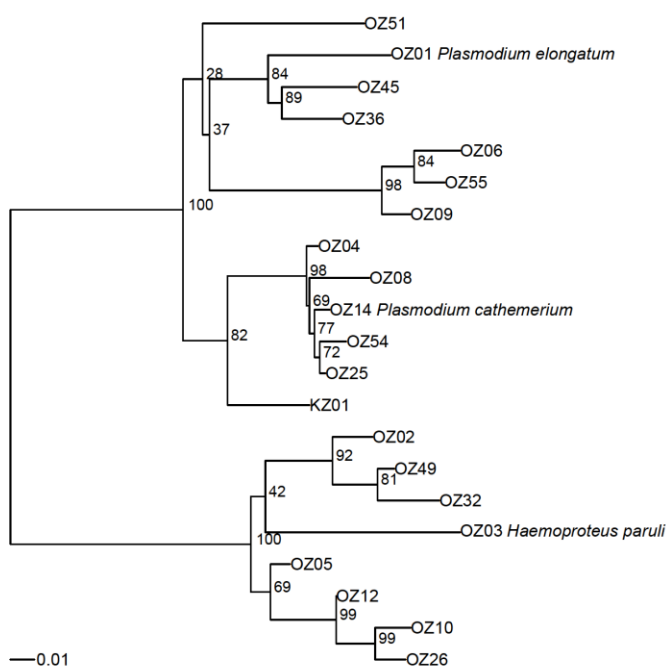 OZ51
OZ01 Plasmodium elongatum
28
84
OZ45
89
OZ36
37
OZ06
84
OZ55
98
OZ09
100
OZ04
98
OZ08
69
OZ14 Plasmodium cathemerium
77
82
OZ54
72
OZ25
KZ01
OZ02
92
OZ49
81
42
OZ32
OZ03 Haemoproteus paruli
100
OZ05
69
OZ12
99
OZ10
99
0.01
OZ26